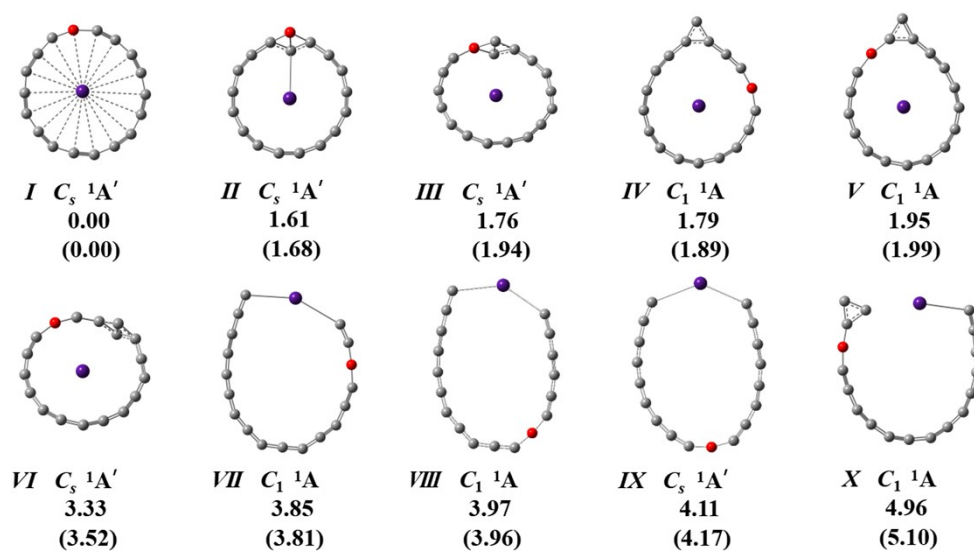 I Cs ¹A′
0.00
(0.00)
II Cs ¹A′
1.61
(1.68)
III Cs ¹A′
1.76
(1.94)
IV C1 ¹A
1.79
(1.89)
V C1 ¹A
1.95
(1.99)
VI Cs ¹A′
3.33
(3.52)
VII C1 ¹A
3.85
(3.81)
VIII C1 ¹A
3.97
(3.96)
IX Cs ¹A′
4.11
(4.17)
X C1 ¹A
4.96
(5.10)